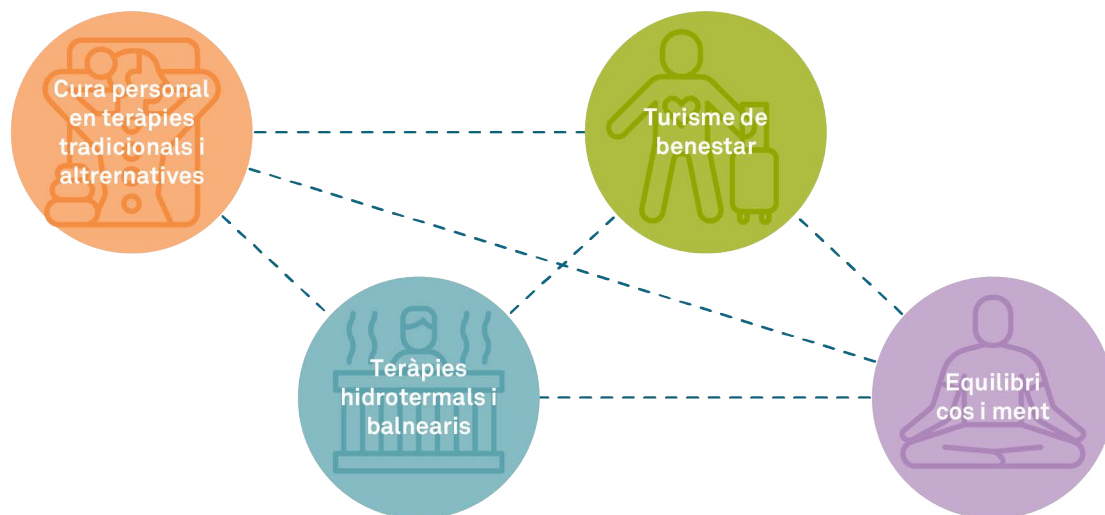 Cura personal
en teràpies
tradicionals i
altrernatives
Turisme de
benestar
Teràpies
hidrotermals i
balnearis
Equilibri
cos i ment